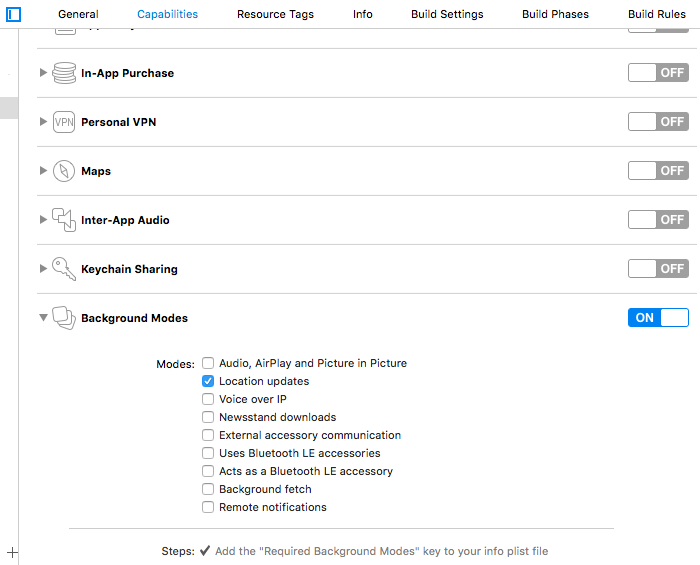 General Capabilities Resource Tags Info Build Settings Build Phases Build Rules
OFF
In-App Purchase OFF
VPN Personal VPN OFF
Maps OFF
Inter-App Audio OFF
Keychain Sharing OFF
Background Modes ON
Modes: Audio, AirPlay and Picture in Picture
Location updates
Voice over IP
Newsstand downloads
External accessory communication
Uses Bluetooth LE accessories
Acts as a Bluetooth LE accessory
Background fetch
Remote notifications
Steps: ✔ Add the "Required Background Modes" key to your info plist file